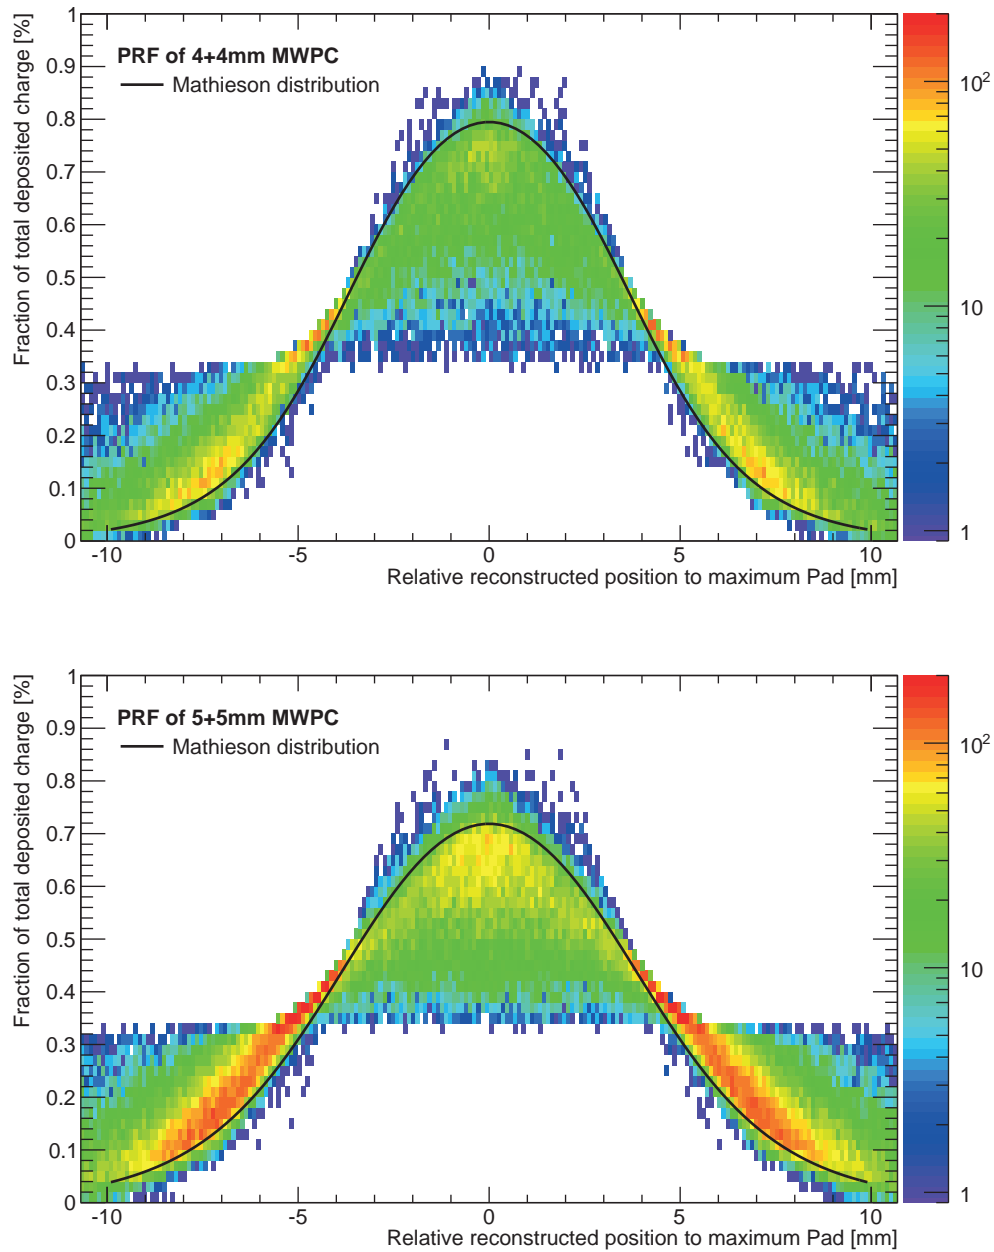 1
0.9
0.8
0.7
0.6
0.5
0.4
0.3
0.2
0.1
0
Fraction of total deposited charge [%]
PRF of 4+4mm MWPC
Mathieson distribution
-10 -5 0 5 10
Relative reconstructed position to maximum Pad [mm]
10²
10
1
1
0.9
0.8
0.7
0.6
0.5
0.4
0.3
0.2
0.1
0
Fraction of total deposited charge [%]
PRF of 5+5mm MWPC
Mathieson distribution
-10 -5 0 5 10
Relative reconstructed position to maximum Pad [mm]
10²
10
1